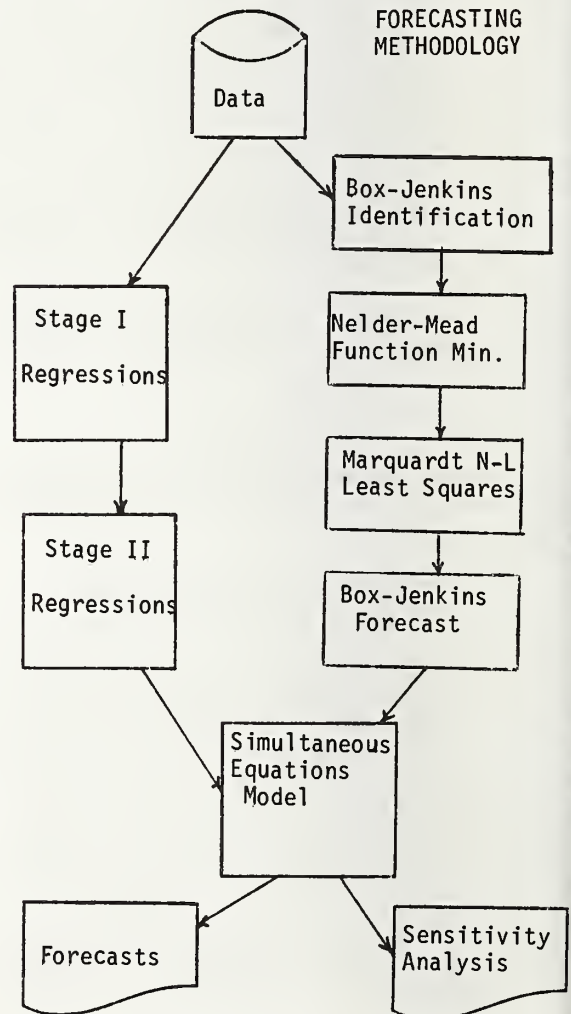 FORECASTING
METHODOLOGY
Data
Box-Jenkins
Identification
Stage I
Regressions
Nelder-Mead
Function Min.
Marquardt N-L
Least Squares
Stage II
Regressions
Box-Jenkins
Forecast
Simultaneous
Equations
Model
Forecasts
Sensitivity
Analysis